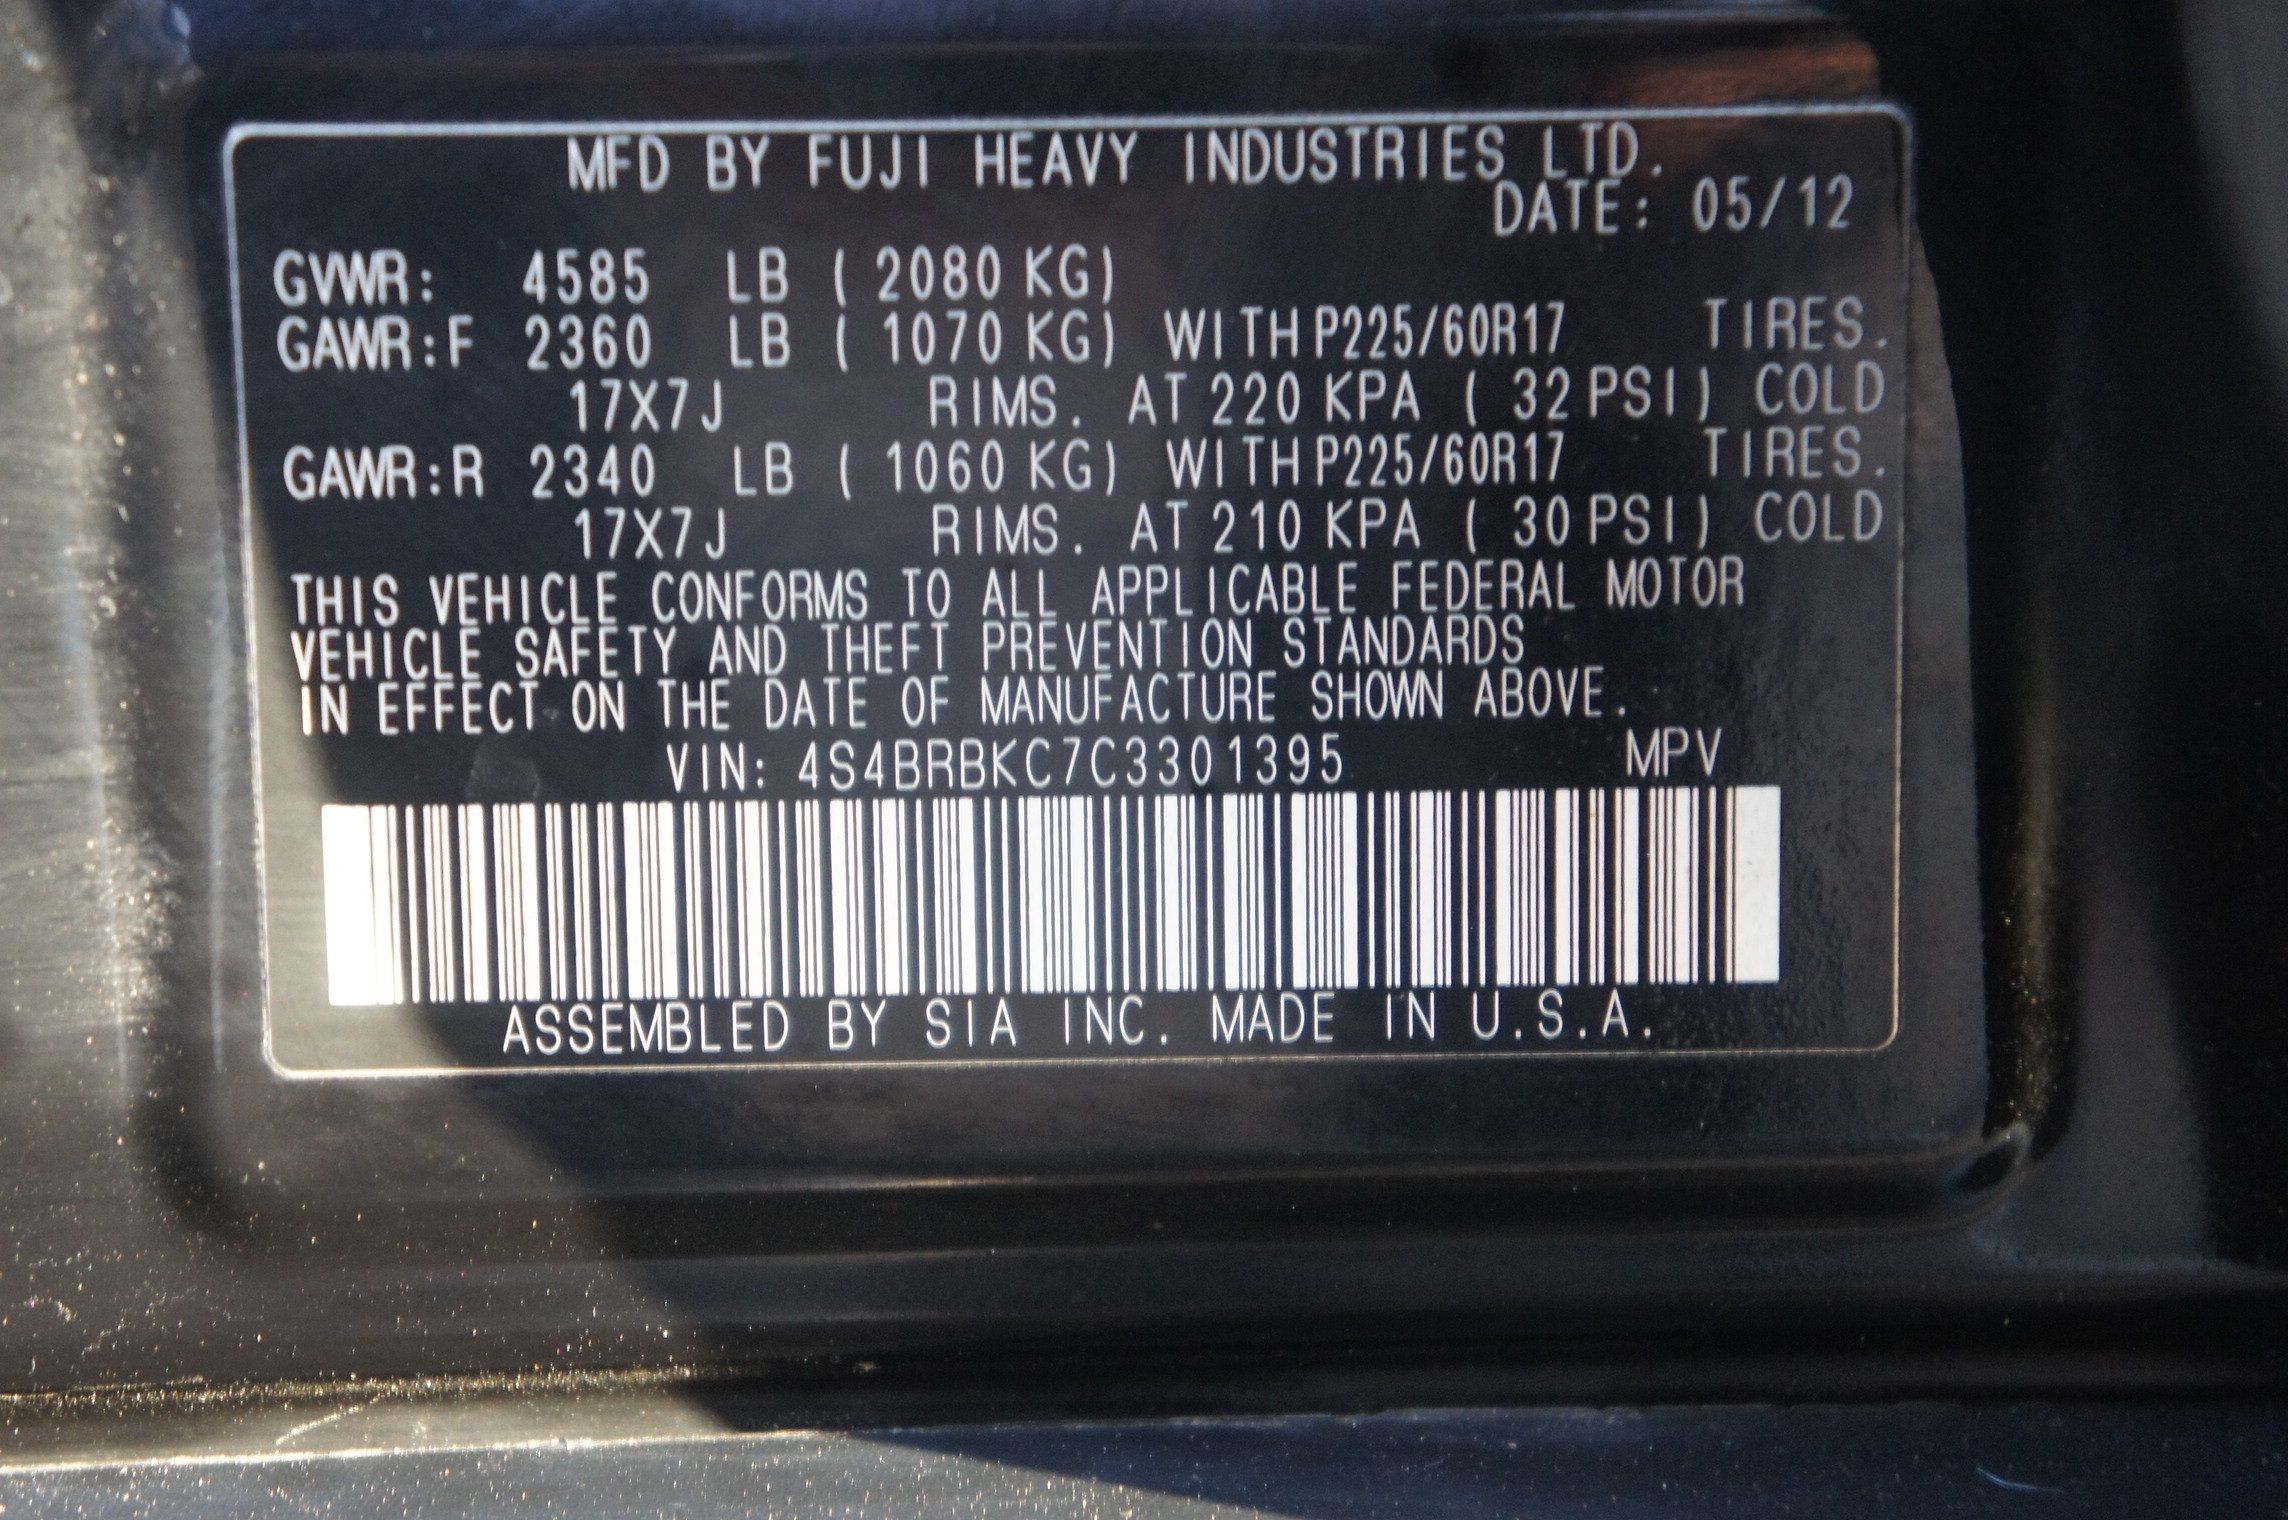 MFD BY FUJI HEAVY INDUSTRIES LTD.
DATE: 05/12
GVWR: 4585 LB ( 2080 KG)
GAWR:F 2360 LB ( 1070 KG) WITH P225/60R17 TIRES.
17X7J RIMS. AT 220 KPA ( 32 PSI) COLD
GAWR:R 2340 LB ( 1060 KG) WITH P225/60R17 TIRES.
17X7J RIMS. AT 210 KPA ( 30 PSI) COLD
THIS VEHICLE CONFORMS TO ALL APPLICABLE FEDERAL MOTOR
VEHICLE SAFETY AND THEFT PREVENTION STANDARDS
IN EFFECT ON THE DATE OF MANUFACTURE SHOWN ABOVE.
VIN: 4S4BRBKC7C3301395 MPV
ASSEMBLED BY SIA INC. MADE IN U.S.A.